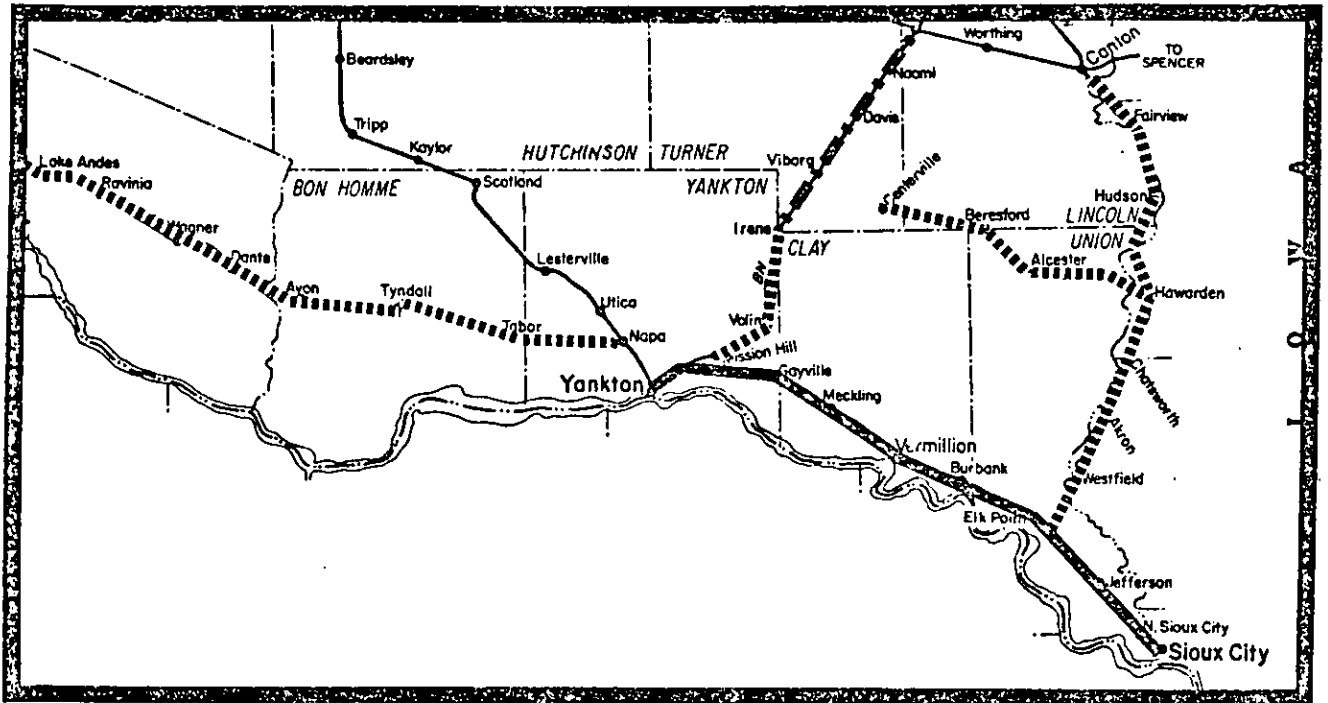 Worthing
Canton
TO
SPENCER
Beardsley
Naomi
Davis
Fairview
Tripp
Kaylor
HUTCHINSON
TURNER
Viborg
Lake Andes
Ravinia
BON HOMME
Scotland
YANKTON
Centerville
Hudson
Wagner
Irene
Beresford
LINCOLN
CLAY
UNION
Dante
Lesterville
BN
Alcester
Avon
Tyndall
Utica
Hawarden
Tabor
Napa
Volin
Mission Hill
Yankton
Gayville
Meckling
Chatsworth
Akron
Vermillion
Burbank
Westfield
Elk Point
Jefferson
N. Sioux City
Sioux City
I
O
W
A